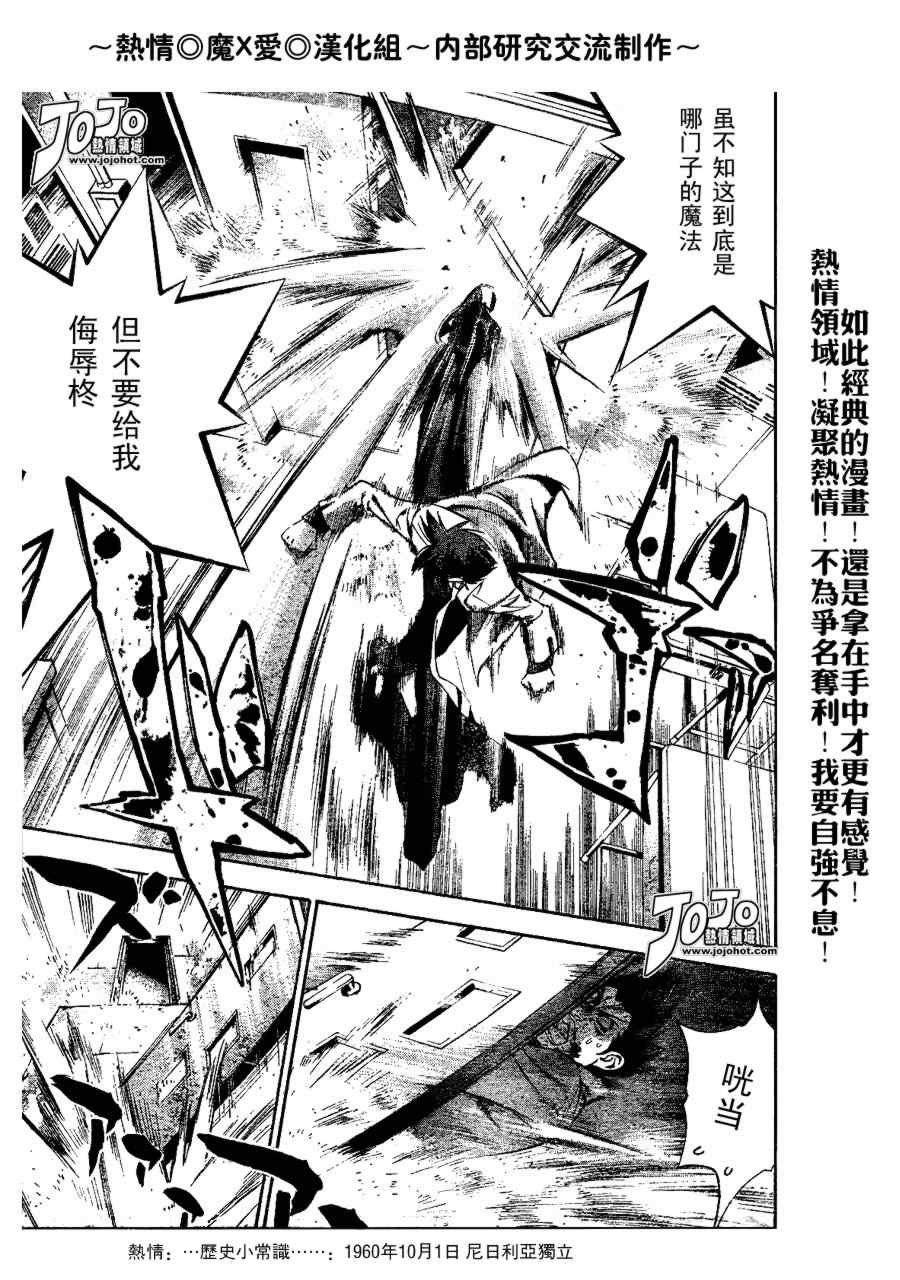 ～熱情◎魔X愛◎漢化組～内部研究交流制作～
JOJO
熱情領域
www.jojohot.com
虽不知这到底是
哪门子的魔法
但不要给我
侮辱柊
如此經典的漫畫！還是拿在手中才更有感覺！
熱情領域！凝聚熱情！不為爭名奪利！我要自強不息！
JOJO
熱情領域
www.jojohot.com
咣当
熱情：…歷史小常識……：1960年10月1日 尼日利亞獨立